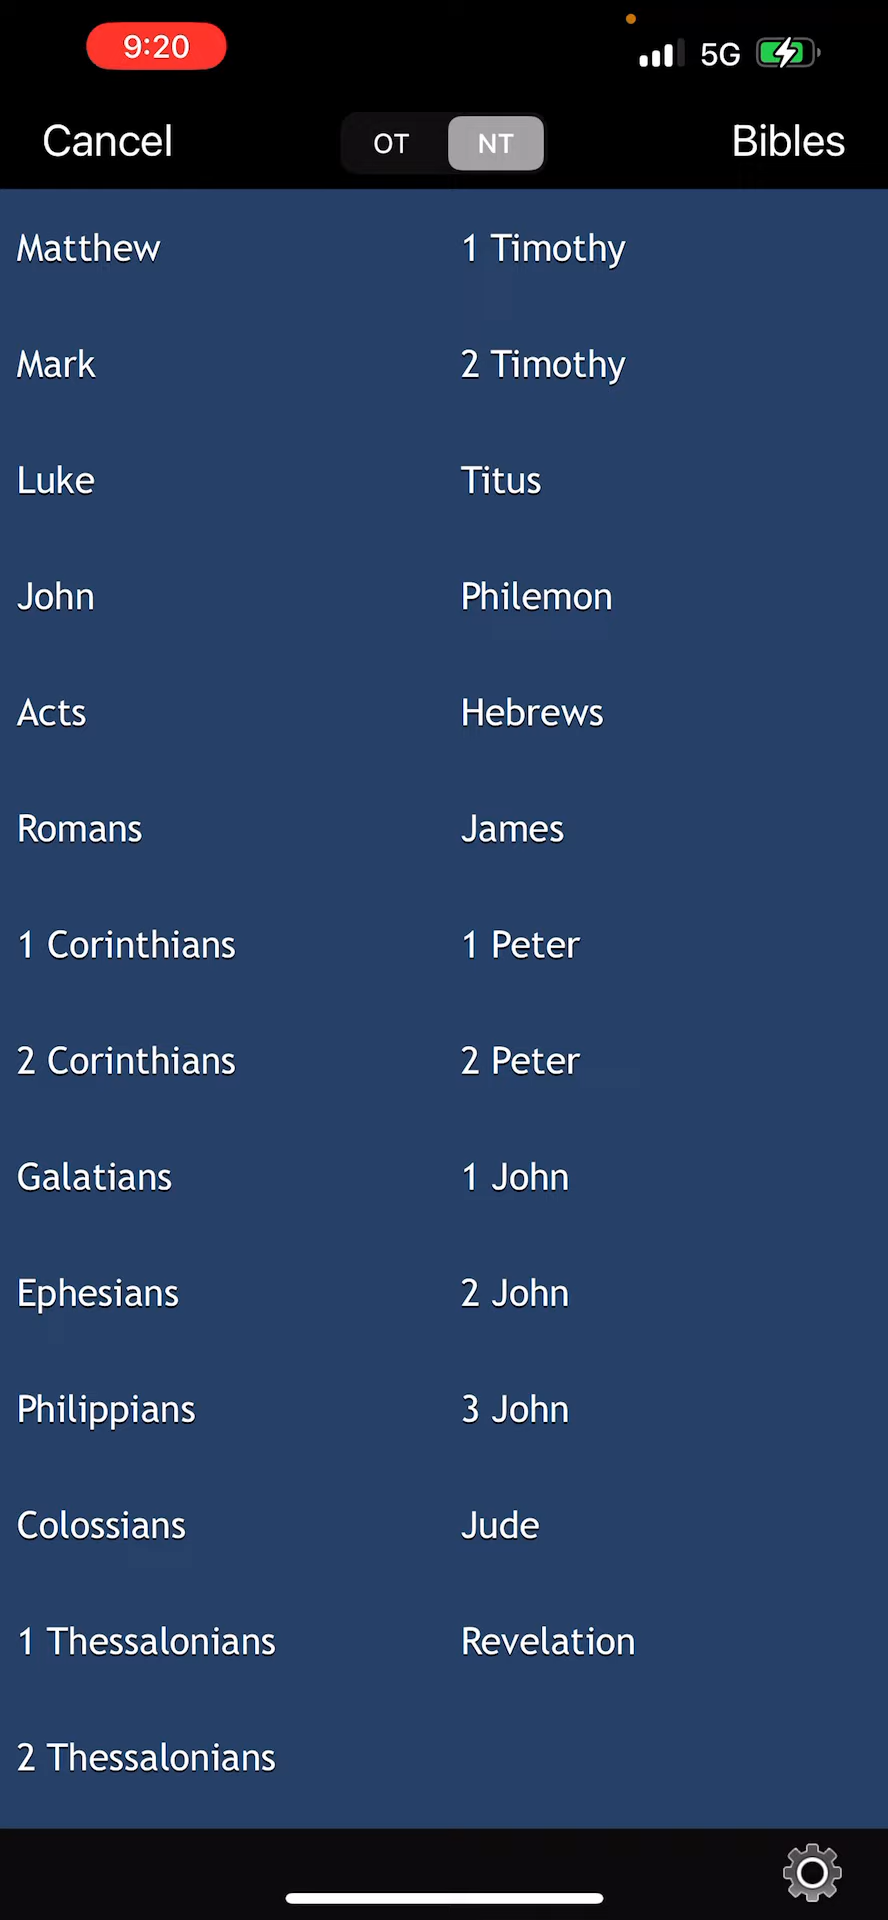 9:20
5G
Cancel
OT
NT
Bibles
Matthew
Mark
Luke
John
Acts
Romans
1 Corinthians
2 Corinthians
Galatians
Ephesians
Philippians
Colossians
1 Thessalonians
2 Thessalonians
1 Timothy
2 Timothy
Titus
Philemon
Hebrews
James
1 Peter
2 Peter
1 John
2 John
3 John
Jude
Revelation